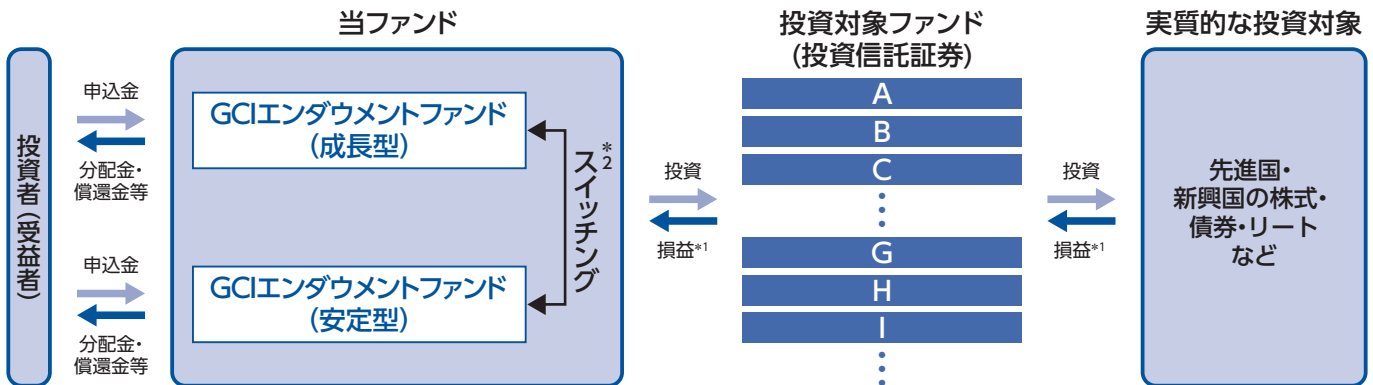 当ファンド
投資対象ファンド
(投資信託証券)
実質的な投資対象
投資者(受益者)
申込金
分配金・
償還金等
申込金
分配金・
償還金等
GCIエンダウメントファンド
(成長型)
GCIエンダウメントファンド
(安定型)
スイッチング*2
投資
損益*1
A
B
C
G
H
I
投資
損益*1
先進国・
新興国の株式・
債券・リート
など